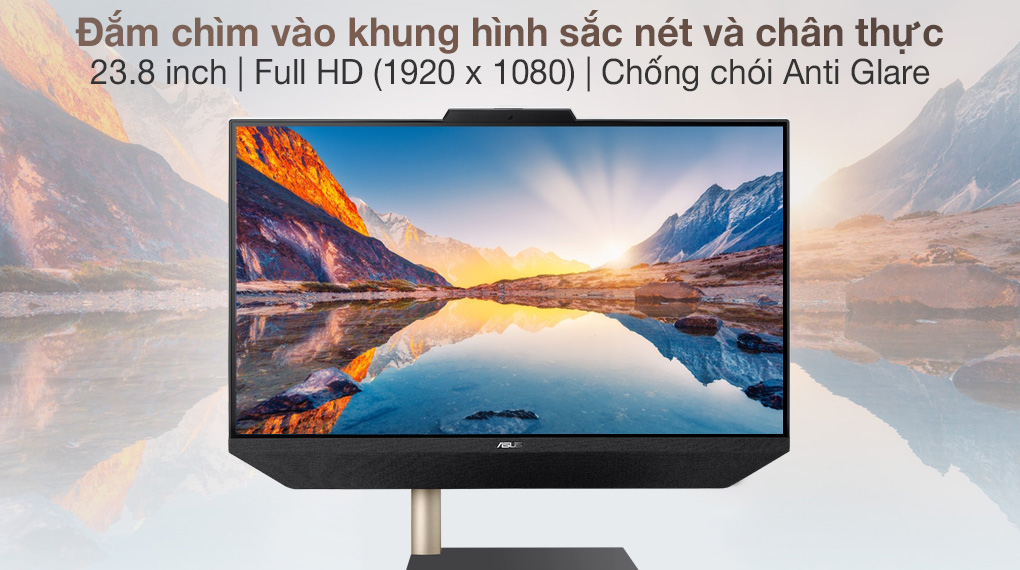 Đắm chìm vào khung hình sắc nét và chân thực
23.8 inch | Full HD (1920 x 1080) | Chống chói Anti Glare
ASUS